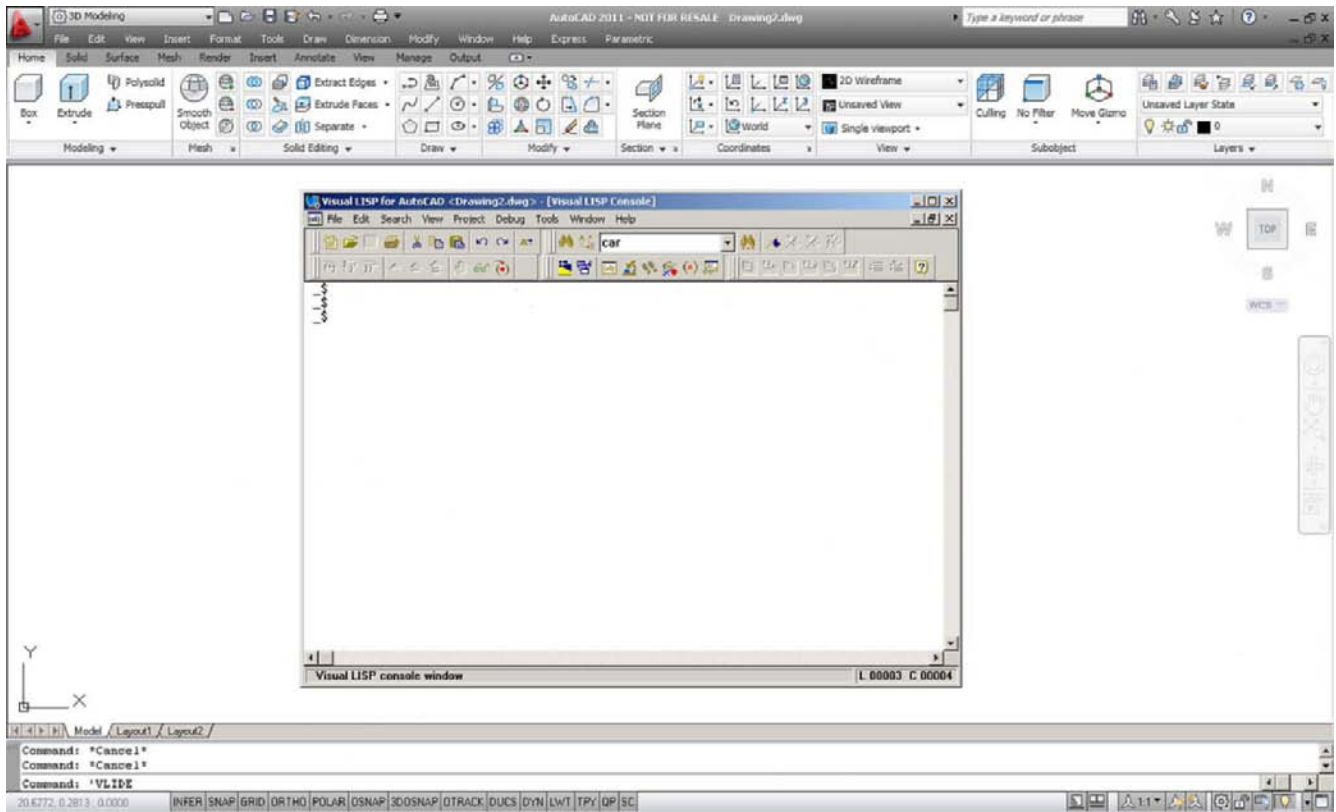 3D Modeling
AutoCAD 2011 - NOT FOR RESALE Drawing2.dwg
Type a keyword or phrase
File Edit View Insert Format Tools Draw Dimension Modify Window Help Express Parametric
Home Solid Surface Mesh Render Insert Annotate View Manage Output
Polysolid
Extract Edges
2D Wireframe
Presspull
Extrude Faces
Unsaved View
Unsaved Layer State
Box Extrude
Smooth Object
Section Plane
Culling No Filter Move Gizmo
Separate
World
Single viewport
0
Modeling Mesh Solid Editing Draw Modify Section Coordinates View Subobject Layers
N
W TOP E
S
WCS
Visual LISP for AutoCAD <Drawing2.dwg> - [Visual LISP Console]
File Edit Search View Project Debug Tools Window Help
car
_$
_$
_$
Visual LISP console window L 00003 C 00004
Y
X
Model Layout1 Layout2
Command: *Cancel*
Command: *Cancel*
Command: 'VLIDE
20.6772, 0.2813, 0.0000 INFER SNAP GRID ORTHO POLAR OSNAP 3DOSNAP OTRACK DUCS DYN LWT TPY QP SC 1:1